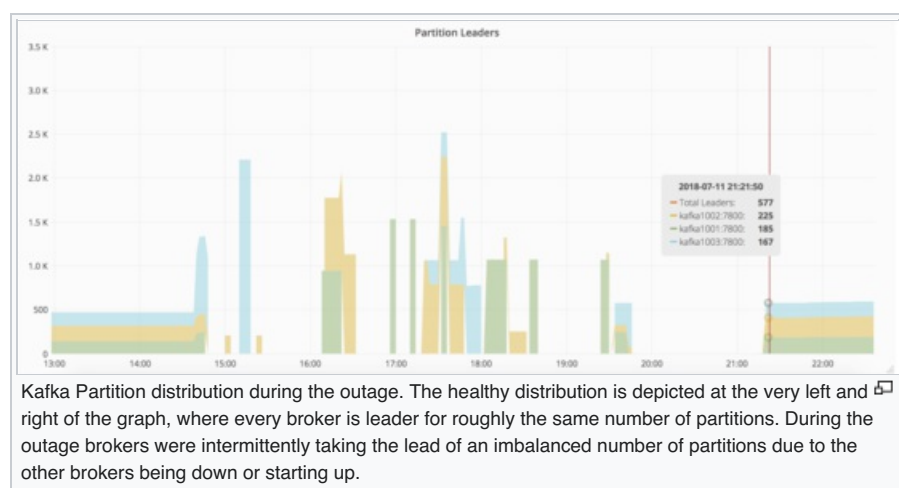 Partition Leaders
3.5 K
3.0 K
2.5 K
2.0 K
1.5 K
1.0 K
500
0
13:00 14:00 15:00 16:00 17:00 18:00 19:00 20:00 21:00 22:00
2018-07-11 21:21:50
Total Leaders: 577
kafka1002:7800: 225
kafka1001:7800: 185
kafka1003:7800: 167
Kafka Partition distribution during the outage. The healthy distribution is depicted at the very left and
right of the graph, where every broker is leader for roughly the same number of partitions. During the
outage brokers were intermittently taking the lead of an imbalanced number of partitions due to the
other brokers being down or starting up.